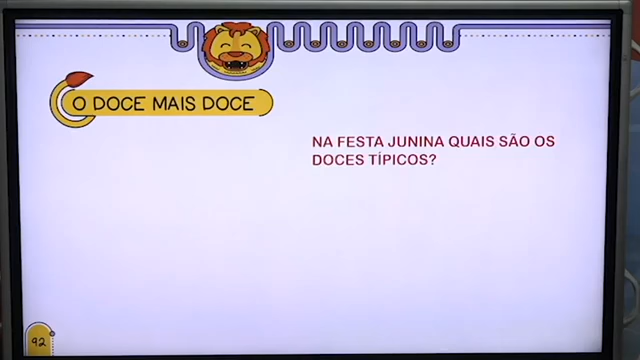 O DOCE MAIS DOCE
NA FESTA JUNINA QUAIS SÃO OS
DOCES TÍPICOS?
92